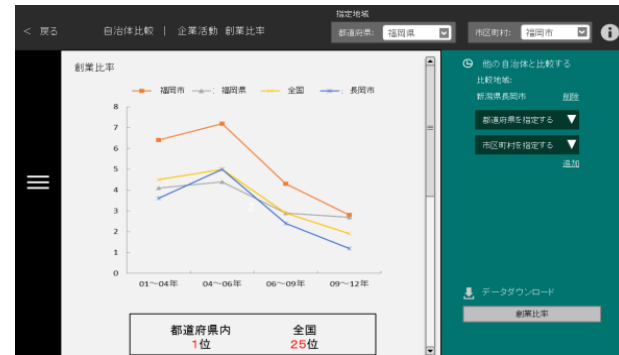 指定地域
< 戻る 自治体比較 | 企業活動 創業比率 都道府県: 福岡県 市区町村: 福岡市
創業比率
福岡市 ; 福岡県 全国 ; 長岡市
8
7
6
5
4
3
2
1
0
01～04年 04～06年 06～09年 09～12年
都道府県内 全国
1位 25位
他の自治体と比較する
比較地域:
新潟県長岡市 削除
都道府県を指定する ▼
市区町村を指定する ▼
追加
データダウンロード
創業比率